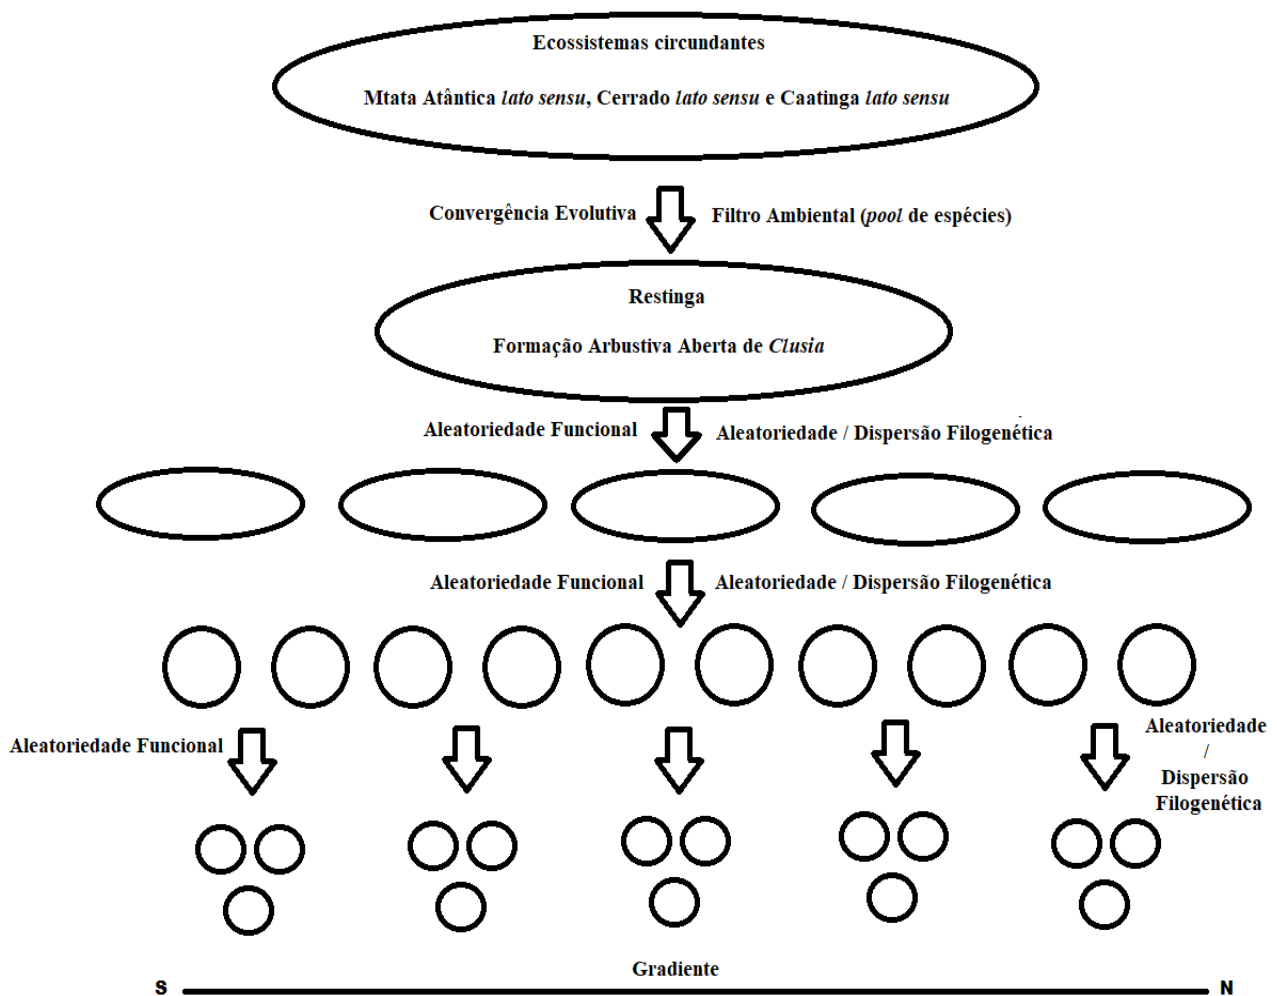 Ecossistemas circundantes
Mtata Atântica lato sensu, Cerrado lato sensu e Caatinga lato sensu
Convergência Evolutiva
Filtro Ambiental (pool de espécies)
Restinga
Formação Arbustiva Aberta de Clusia
Aleatoriedade Funcional
Aleatoriedade / Dispersão Filogenética
Aleatoriedade Funcional
Aleatoriedade / Dispersão Filogenética
Aleatoriedade Funcional
Aleatoriedade
/
Dispersão
Filogenética
Gradiente
S
N